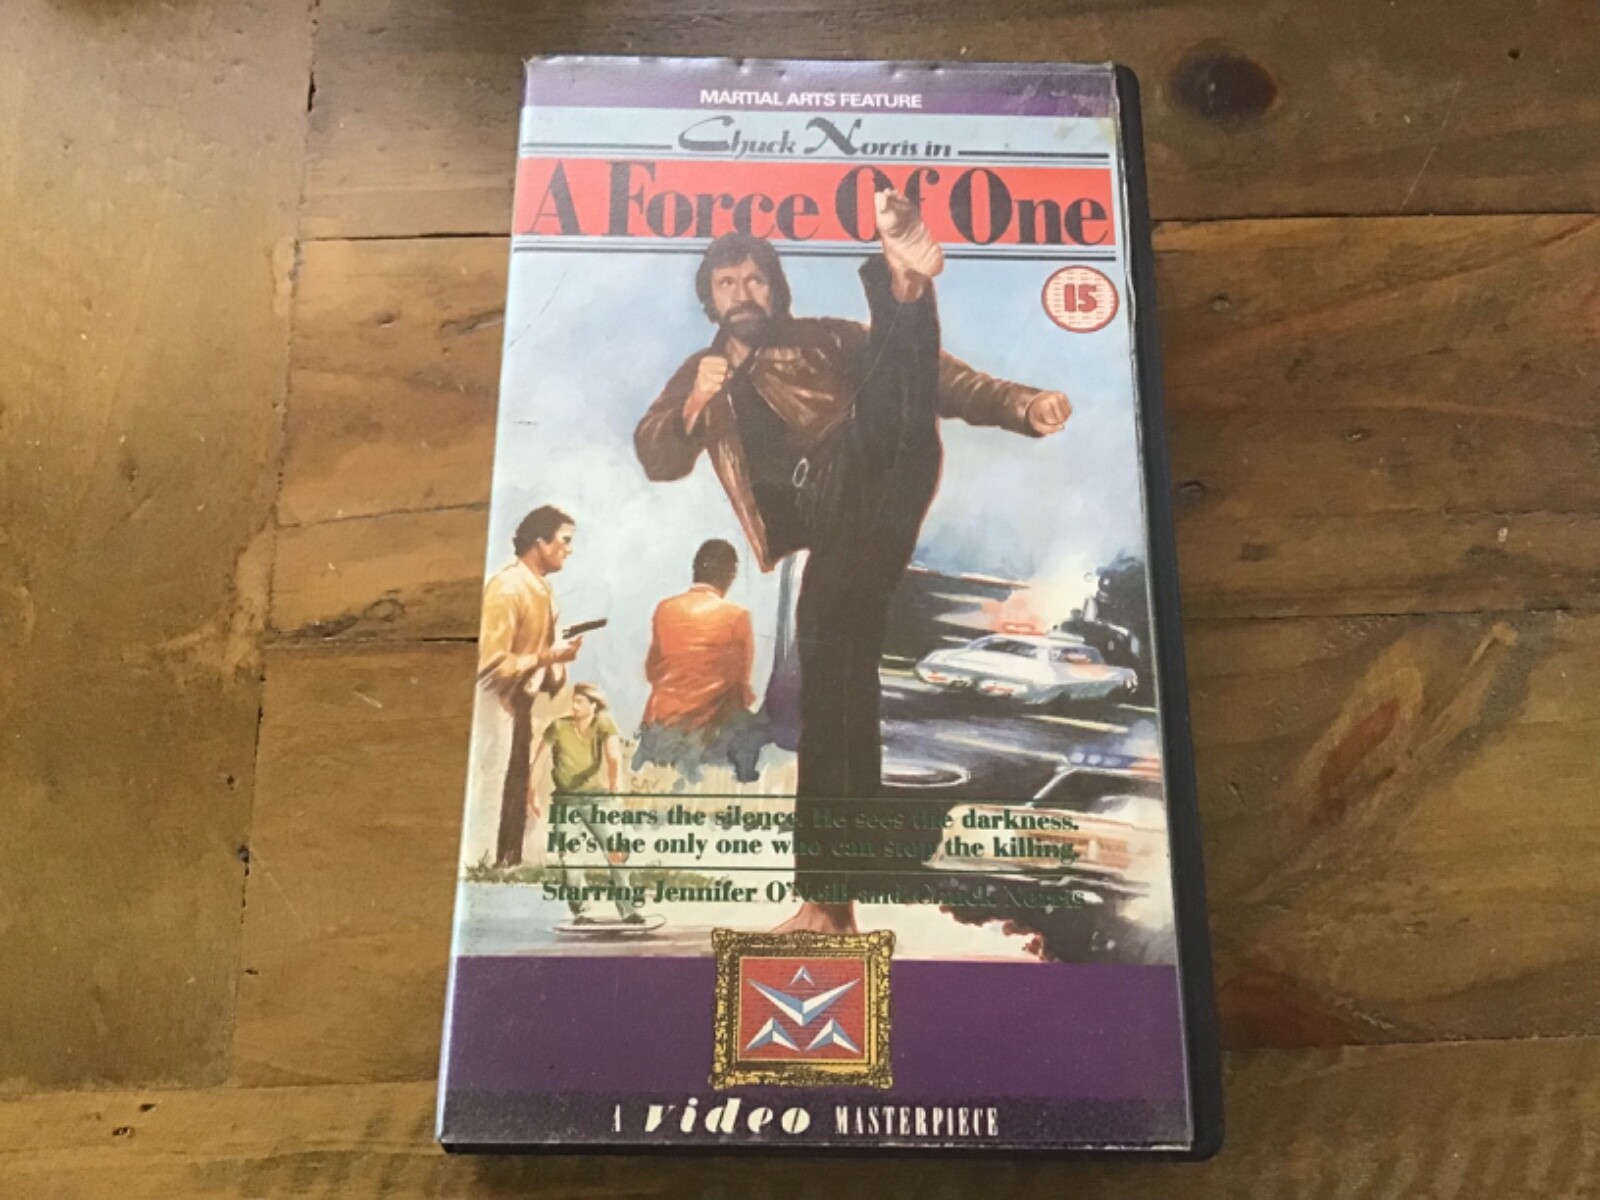 MARTIAL ARTS FEATURE
Chuck Norris in
A Force Of One
15
He hears the silence. He sees the darkness.
He's the only one who can stop the killing.
Starring Jennifer O'Neill and Chuck Norris
A video MASTERPIECE